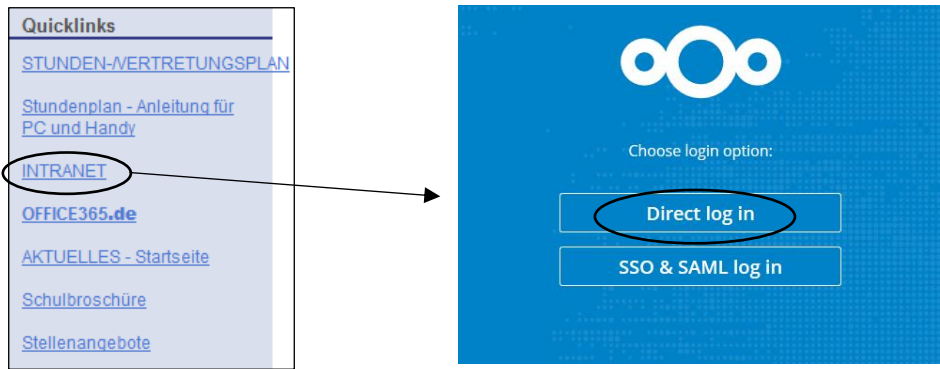 Quicklinks
STUNDEN-/VERTRETUNGSPLAN
Stundenplan - Anleitung für
PC und Handy
INTRANET
OFFICE365.de
AKTUELLES - Startseite
Schulbroschüre
Stellenangebote
Choose login option:
Direct log in
SSO & SAML log in